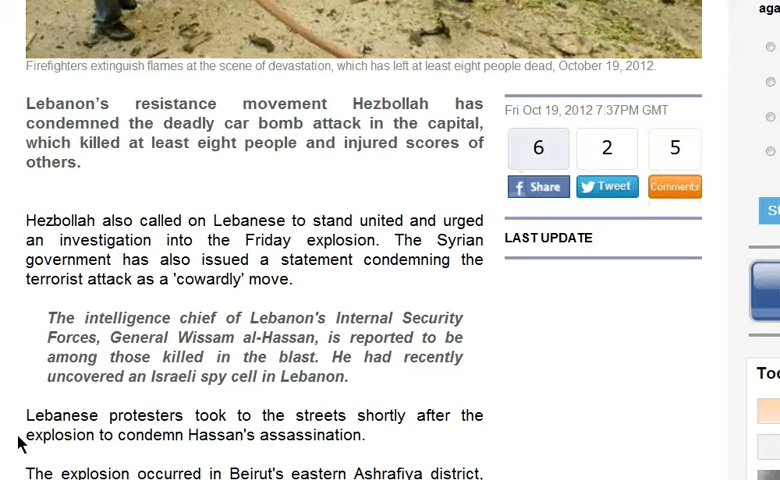 aga
Firefighters extinguish flames at the scene of devastation, which has left at least eight people dead, October 19, 2012.
Lebanon's resistance movement Hezbollah has
condemned the deadly car bomb attack in the capital,
which killed at least eight people and injured scores of
others.
Fri Oct 19, 2012 7:37PM GMT
6 2 5
f Share Tweet Comments
LAST UPDATE
Hezbollah also called on Lebanese to stand united and urged
an investigation into the Friday explosion. The Syrian
government has also issued a statement condemning the
terrorist attack as a 'cowardly' move.
The intelligence chief of Lebanon's Internal Security
Forces, General Wissam al-Hassan, is reported to be
among those killed in the blast. He had recently
uncovered an Israeli spy cell in Lebanon.
Lebanese protesters took to the streets shortly after the
explosion to condemn Hassan's assassination.
The explosion occurred in Beirut's eastern Ashrafiya district,
Too